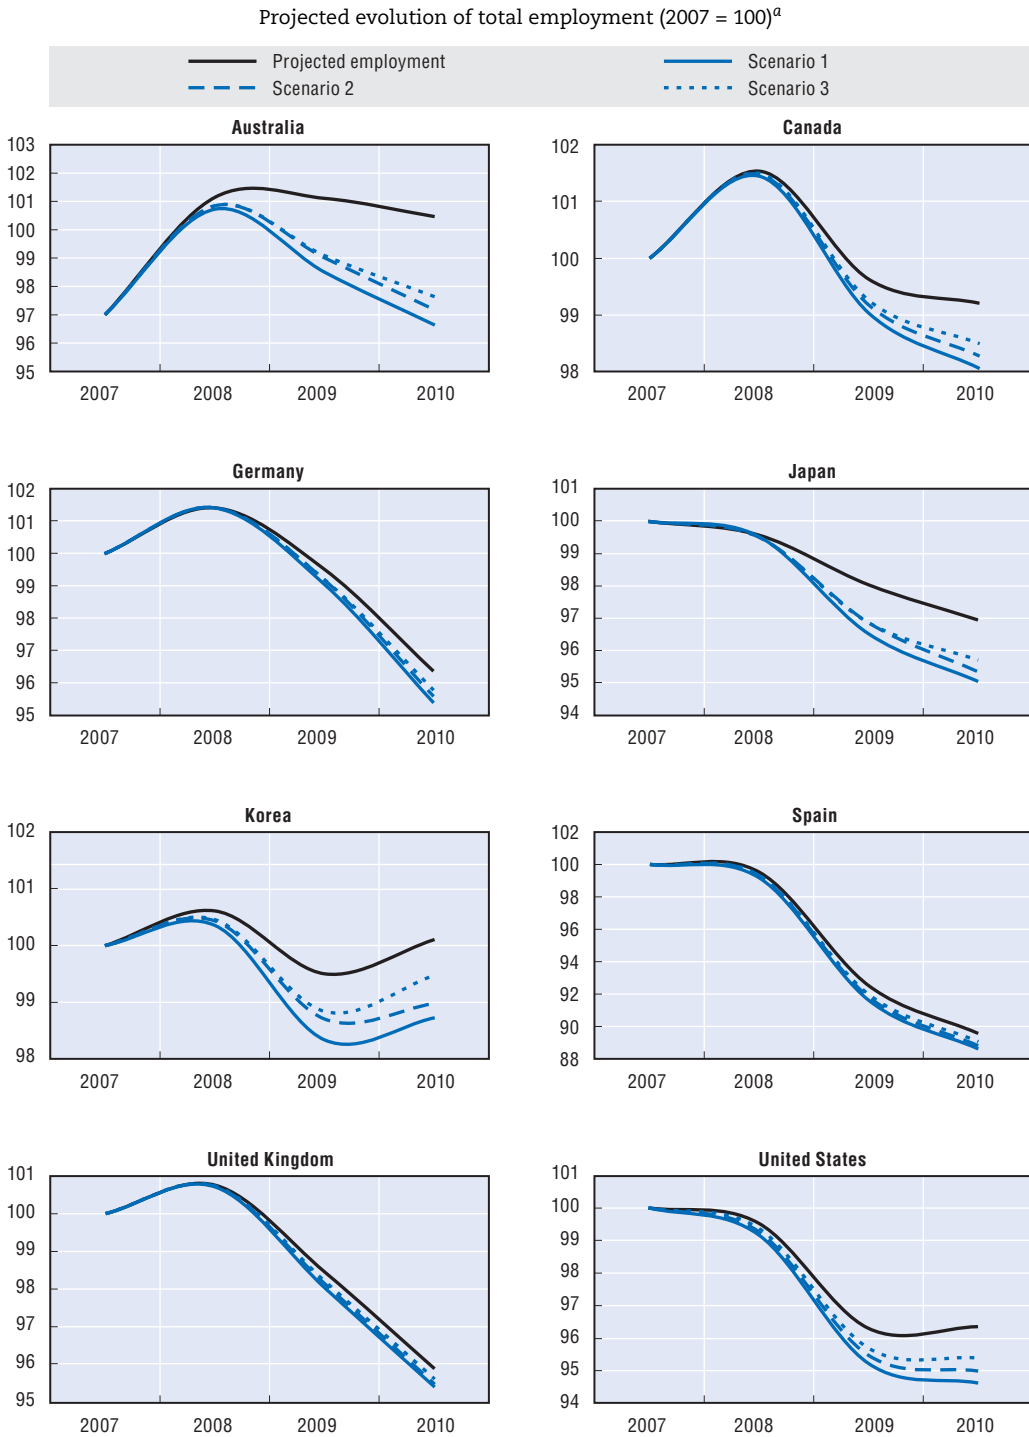 Projected evolution of total employment (2007 = 100)a
Projected employment
Scenario 1
Scenario 2
Scenario 3
Australia
103
102
101
100
99
98
97
96
95
2007 2008 2009 2010
Canada
102
101
100
99
98
2007 2008 2009 2010
Germany
102
101
100
99
98
97
96
95
2007 2008 2009 2010
Japan
101
100
99
98
97
96
95
94
2007 2008 2009 2010
Korea
102
101
100
99
98
2007 2008 2009 2010
Spain
102
100
98
96
94
92
90
88
2007 2008 2009 2010
United Kingdom
101
100
99
98
97
96
95
2007 2008 2009 2010
United States
101
100
99
98
97
96
95
94
2007 2008 2009 2010